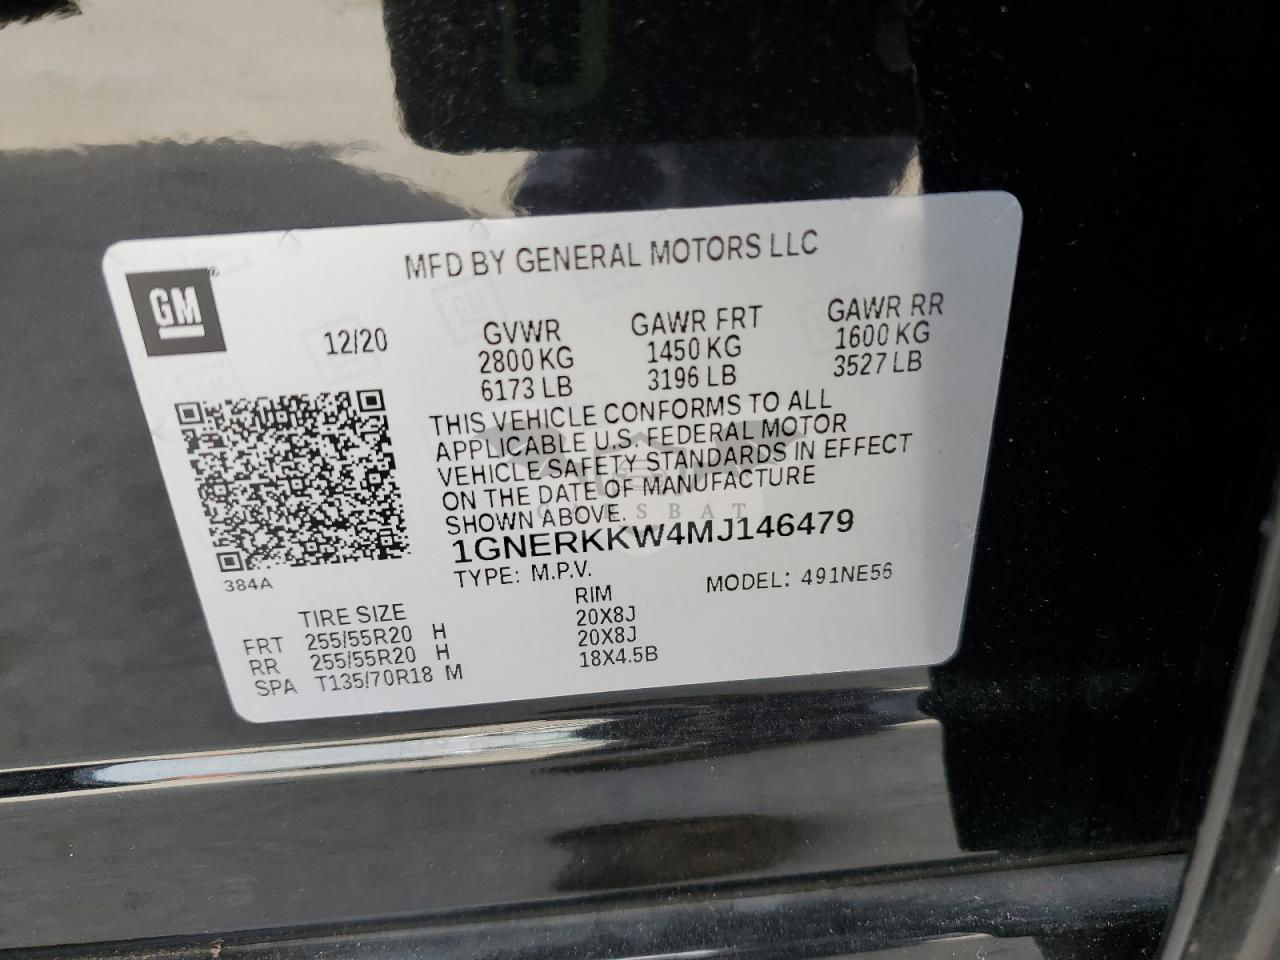 MFD BY GENERAL MOTORS LLC
GM®
12/20
GVWR GAWR FRT GAWR RR
2800 KG 1450 KG 1600 KG
6173 LB 3196 LB 3527 LB
THIS VEHICLE CONFORMS TO ALL
APPLICABLE U.S. FEDERAL MOTOR
VEHICLE SAFETY STANDARDS IN EFFECT
ON THE DATE OF MANUFACTURE
SHOWN ABOVE.
1GNERKKW4MJ146479
384A
TYPE: M.P.V. MODEL: 491NE56
TIRE SIZE RIM
FRT 255/55R20 H 20X8J
RR 255/55R20 H 20X8J
SPA T135/70R18 M 18X4.5B